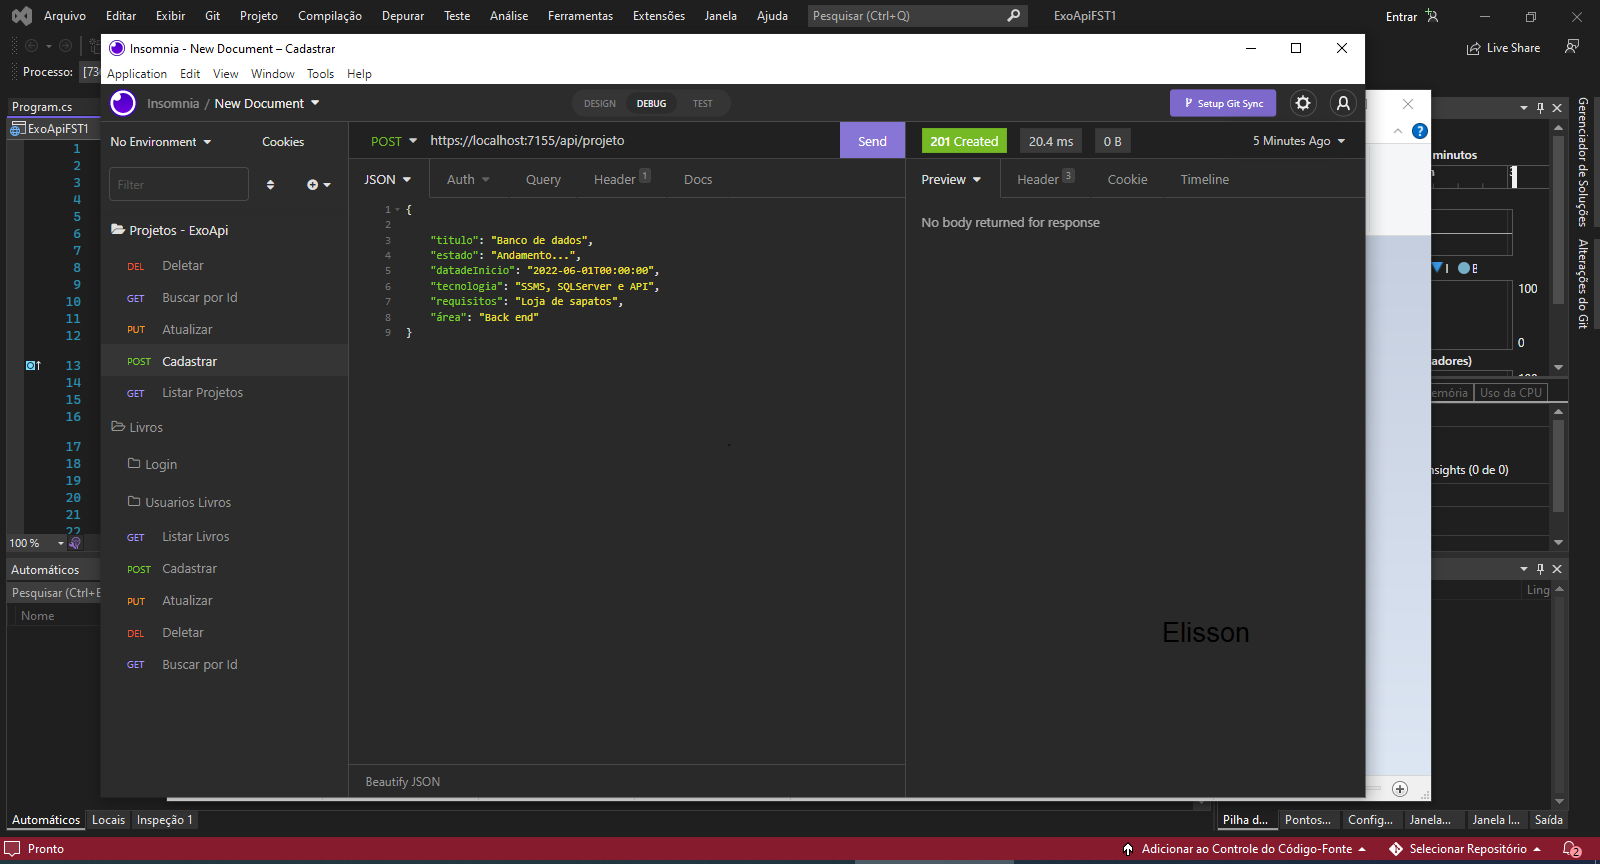 Arquivo Editar Exibir Git Projeto Compilação Depurar Teste Análise Ferramentas Extensões Janela Ajuda Pesquisar (Ctrl+Q) ExoApiFST1 Entrar
Live Share
Processo:
Program.cs
ExoApiFST1
1
2
3
4
5
6
7
8
9
10
11
12
13
14
15
16
17
18
19
20
21
22
100 %
Automáticos
Pesquisar (Ctrl+E
Nome
Insomnia - New Document – Cadastrar
Application Edit View Window Tools Help
Insomnia / New Document
DESIGN DEBUG TEST
Setup Git Sync
No Environment Cookies
Filter
Projetos - ExoApi
DEL Deletar
GET Buscar por Id
PUT Atualizar
POST Cadastrar
GET Listar Projetos
Livros
Login
Usuarios Livros
GET Listar Livros
POST Cadastrar
PUT Atualizar
DEL Deletar
GET Buscar por Id
POST https://localhost:7155/api/projeto Send
JSON Auth Query Header 1 Docs
1 {
2
3 "titulo": "Banco de dados",
4 "estado": "Andamento...",
5 "datadeInicio": "2022-06-01T00:00:00",
6 "tecnologia": "SSMS, SQLServer e API",
7 "requisitos": "Loja de sapatos",
8 "área": "Back end"
9 }
Beautify JSON
201 Created 20.4 ms 0 B 5 Minutes Ago
Preview Header 3 Cookie Timeline
No body returned for response
Elisson
minutos
100
0
adores)
Uso da CPU
nsights (0 de 0)
Ling
Gerenciador de Soluções
Alterações do Git
Automáticos Locais Inspeção 1
Pilha d... Pontos... Config... Janela... Janela I... Saída
Pronto
Adicionar ao Controle do Código-Fonte Selecionar Repositório 2